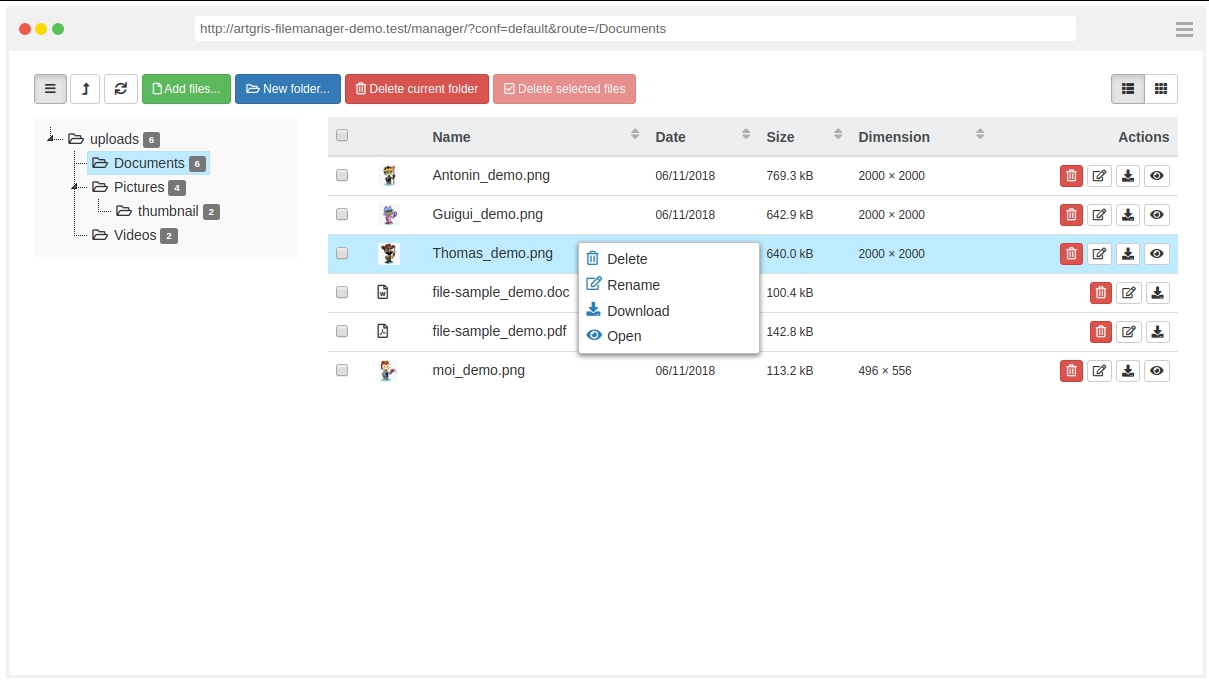 http://artgris-filemanager-demo.test/manager/?conf=default&route=/Documents
Add files... New folder... Delete current folder Delete selected files
uploads 6
Documents 6
Pictures 4
thumbnail 2
Videos 2
Name Date Size Dimension Actions
Antonin_demo.png 06/11/2018 769.3 kB 2000 × 2000
Guigui_demo.png 06/11/2018 642.9 kB 2000 × 2000
Thomas_demo.png 640.0 kB 2000 × 2000
file-sample_demo.doc 100.4 kB
file-sample_demo.pdf 142.8 kB
moi_demo.png 06/11/2018 113.2 kB 496 × 556
Delete
Rename
Download
Open